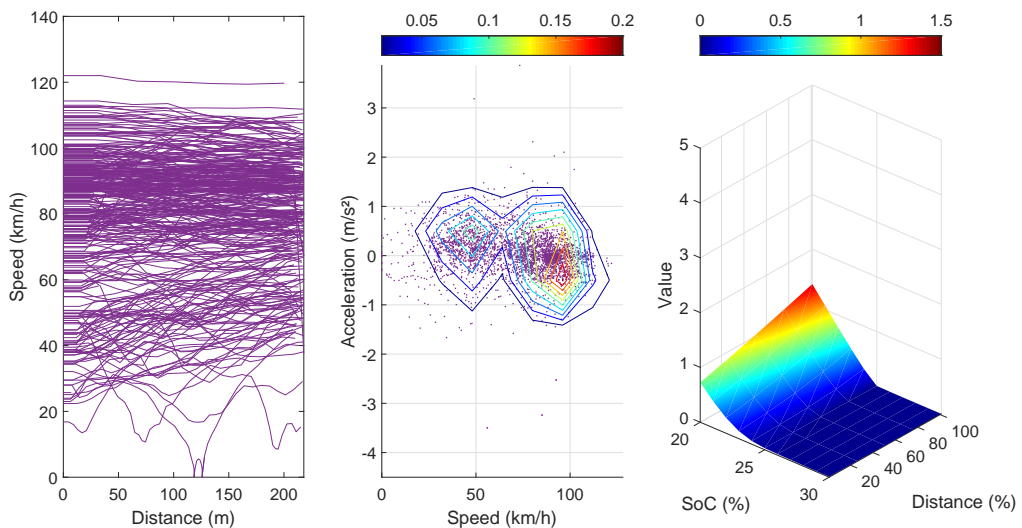 140
120
100
80
60
40
20
0
Speed (km/h)
0 50 100 150 200
Distance (m)
0.05 0.1 0.15 0.2
3
2
1
0
-1
-2
-3
-4
Acceleration (m/s²)
0 50 100
Speed (km/h)
0 0.5 1 1.5
5
4
3
2
1
0
Value
20
25
30
SoC (%)
20
40
60
80
100
Distance (%)